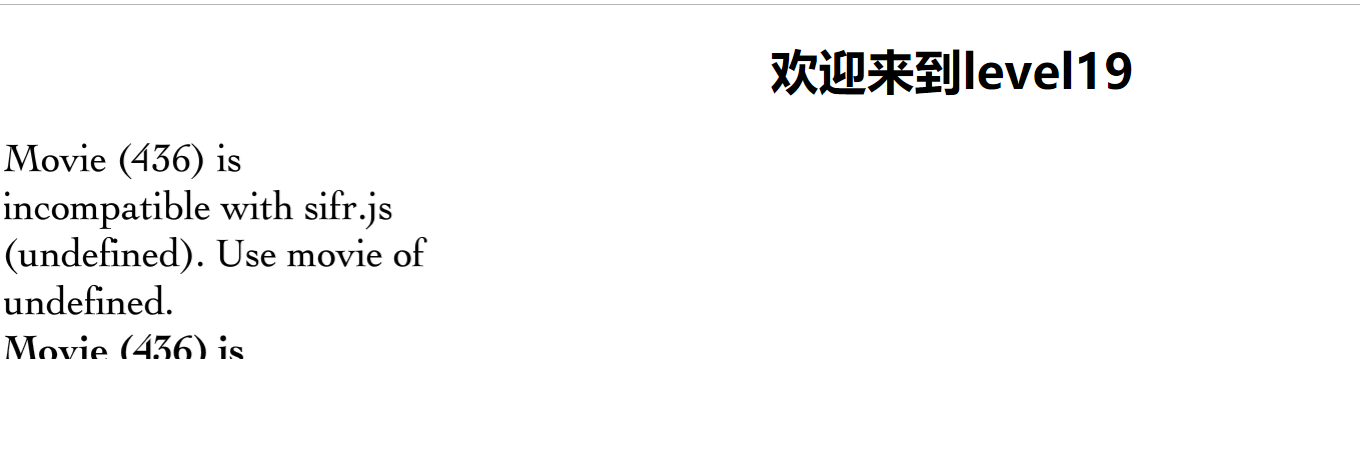 欢迎来到level19
Movie (436) is
incompatible with sifr.js
(undefined). Use movie of
undefined.
Movie (436) is